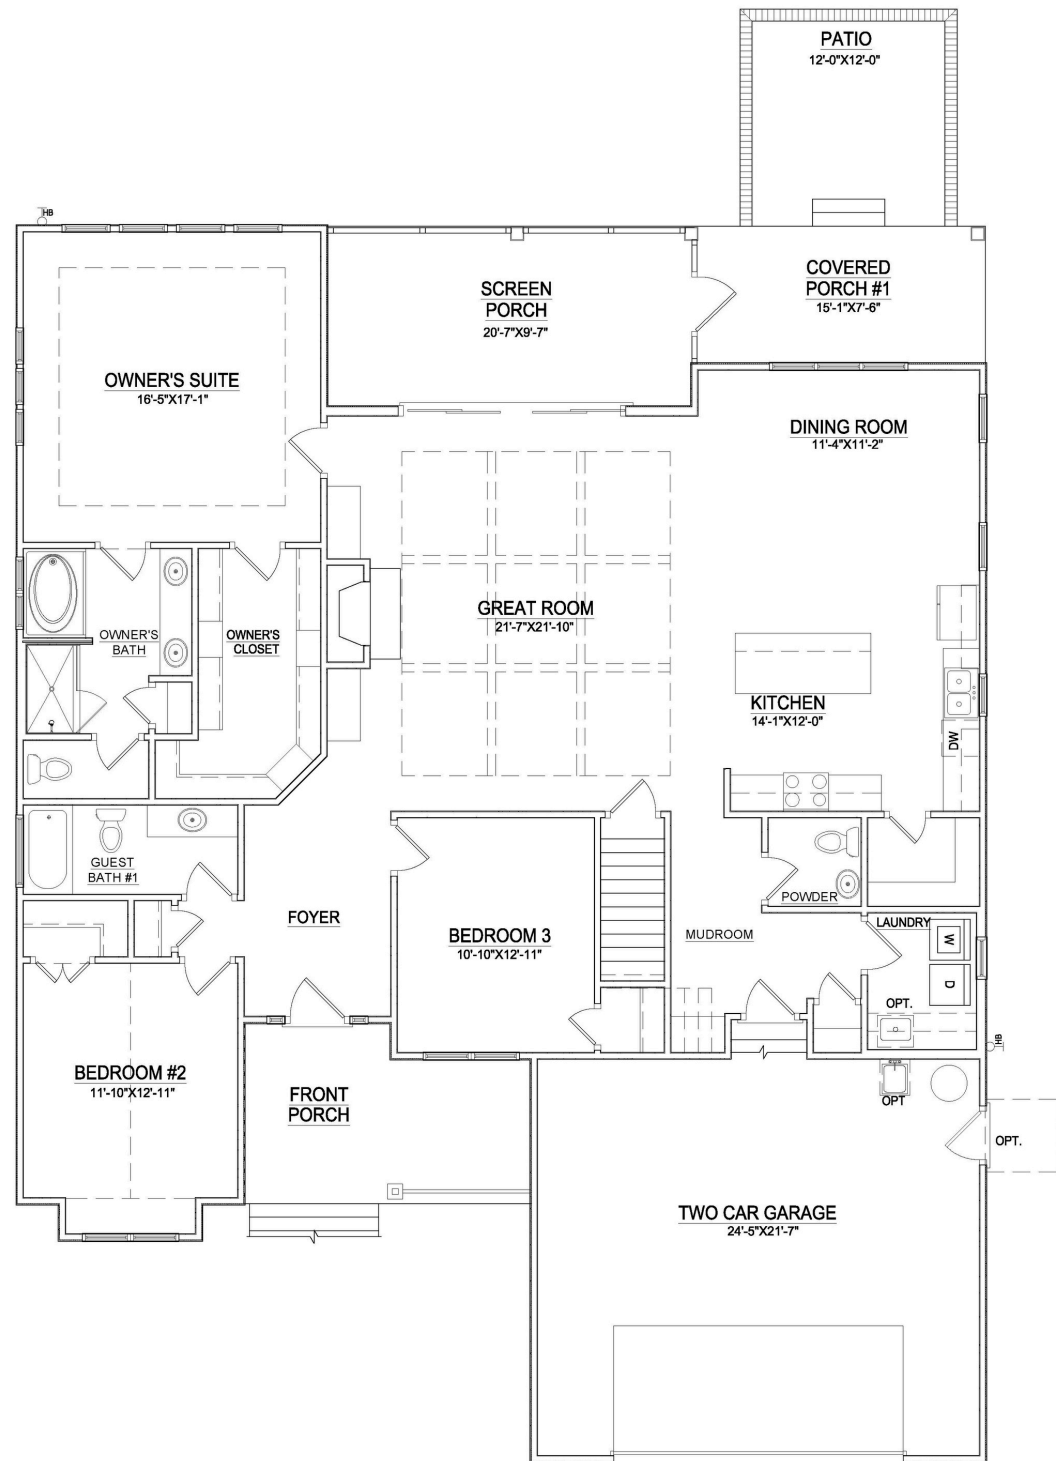 PATIO
12'-0"X12'-0"
HB
COVERED
PORCH #1
15'-1"X7'-6"
SCREEN
PORCH
20'-7"X9'-7"
OWNER'S SUITE
16'-5"X17'-1"
DINING ROOM
11'-4"X11'-2"
GREAT ROOM
21'-7"X21'-10"
OWNER'S
BATH
OWNER'S
CLOSET
KITCHEN
14'-1"X12'-0"
DW
GUEST
BATH #1
POWDER
FOYER
BEDROOM 3
10'-10"X12'-11"
MUDROOM
LAUNDRY
W
D
OPT.
HB
BEDROOM #2
11'-10"X12'-11"
FRONT
PORCH
OPT
OPT.
TWO CAR GARAGE
24'-5"X21'-7"